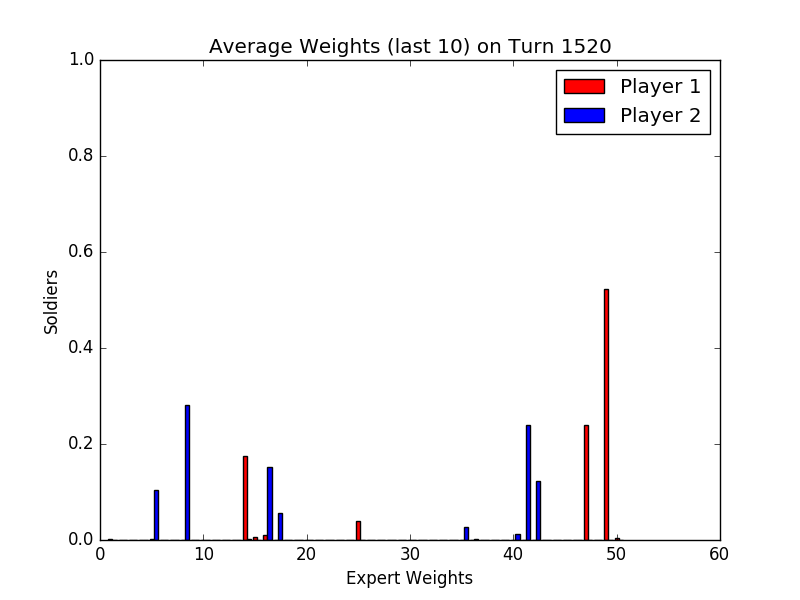 Average Weights (last 10) on Turn 1520
1.0
0.8
0.6
0.4
0.2
0.0
Soldiers
0 10 20 30 40 50 60
Expert Weights
Player 1
Player 2